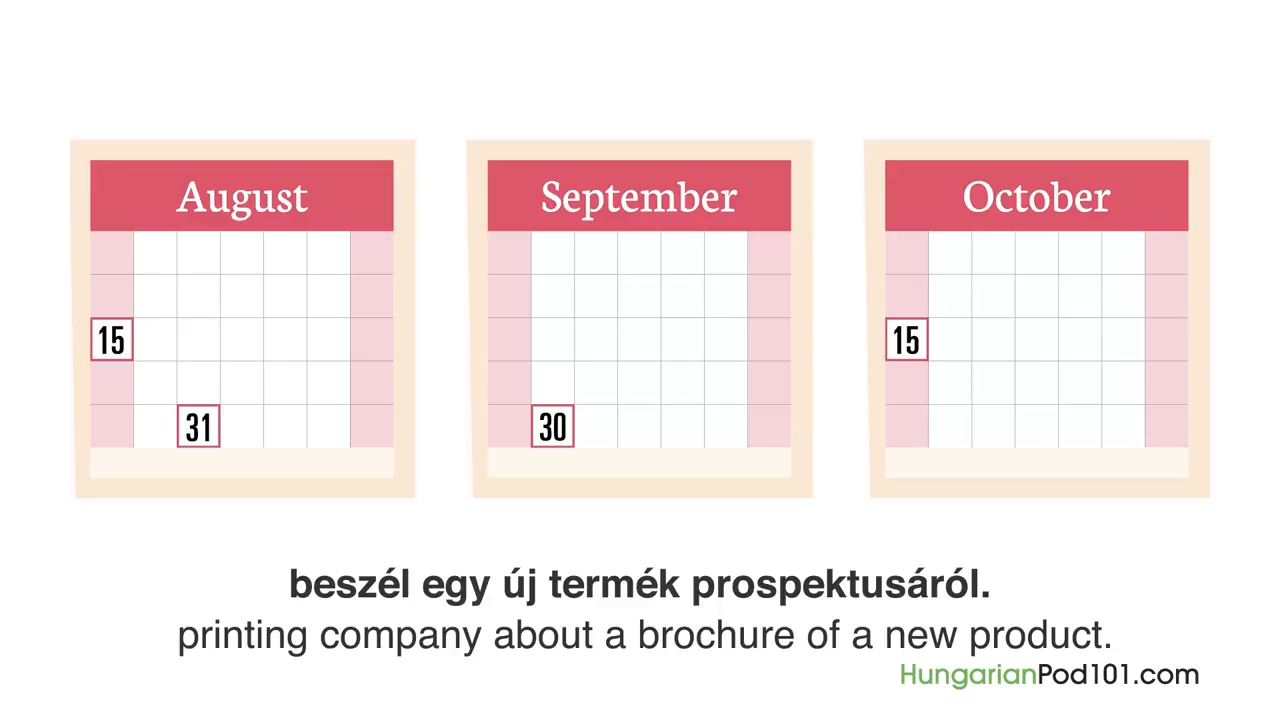 August
September
October
15
15
31
30
beszél egy új termék prospektusáról.
printing company about a brochure of a new product.
HungarianPod101.com